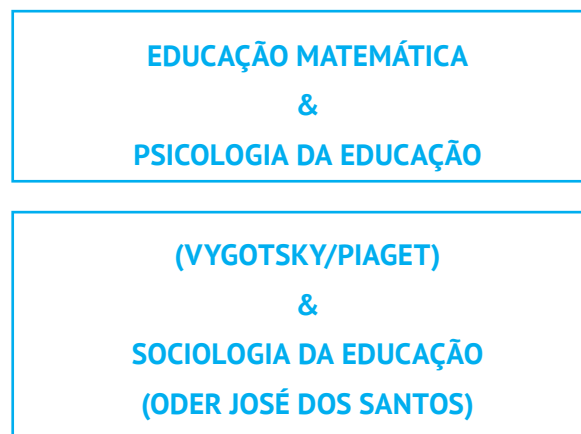 EDUCAÇÃO MATEMÁTICA
&
PSICOLOGIA DA EDUCAÇÃO
(VYGOTSKY/PIAGET)
&
SOCIOLOGIA DA EDUCAÇÃO
(ODER JOSÉ DOS SANTOS)